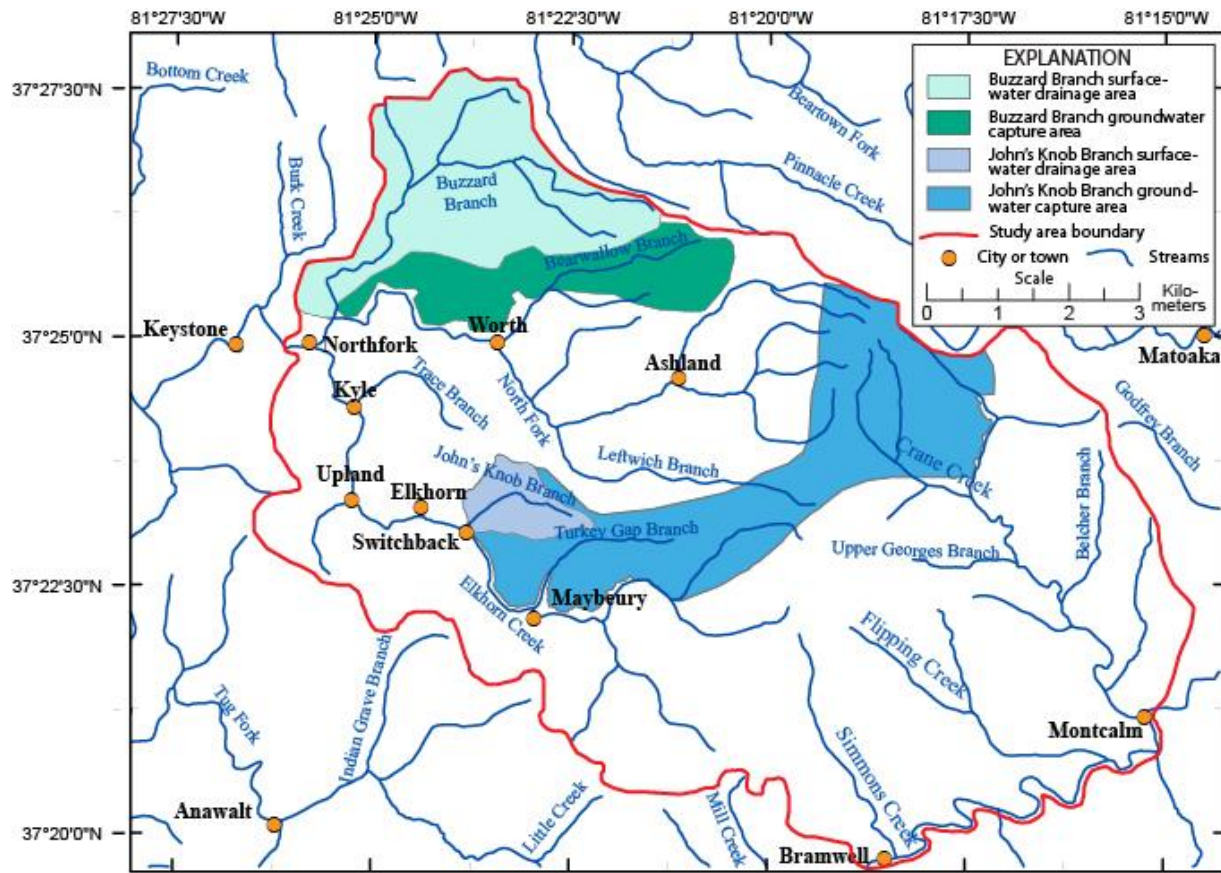 81°27'30"W
81°25'0"W
81°22'30"W
81°20'0"W
81°17'30"W
81°15'0"W
37°27'30"N
37°25'0"N
37°22'30"N
37°20'0"N
EXPLANATION
Buzzard Branch surface-
water drainage area
Buzzard Branch groundwater
capture area
John's Knob Branch surface-
water drainage area
John's Knob Branch ground-
water capture area
Study area boundary
City or town
Streams
Scale
0 1 2 3
Kilo-
meters
Bottom Creek
Burk Creek
Buzzard
Branch
Beartown Fork
Pinnacle Creek
Bearwallow Branch
Keystone
Northfork
Worth
Ashland
Matoaka
Kyle
Trace Branch
North Fork
Godfrey Branch
Upland
Elkhorn
John's Knob Branch
Leftwich Branch
Crane Creek
Switchback
Turkey Gap Branch
Upper Georges Branch
Belcher Branch
Elkhorn Creek
Maybeury
Flipping Creek
Tug Fork
Indian Grave Branch
Simmons Creek
Montcalm
Anawalt
Little Creek
Mill Creek
Bramwell